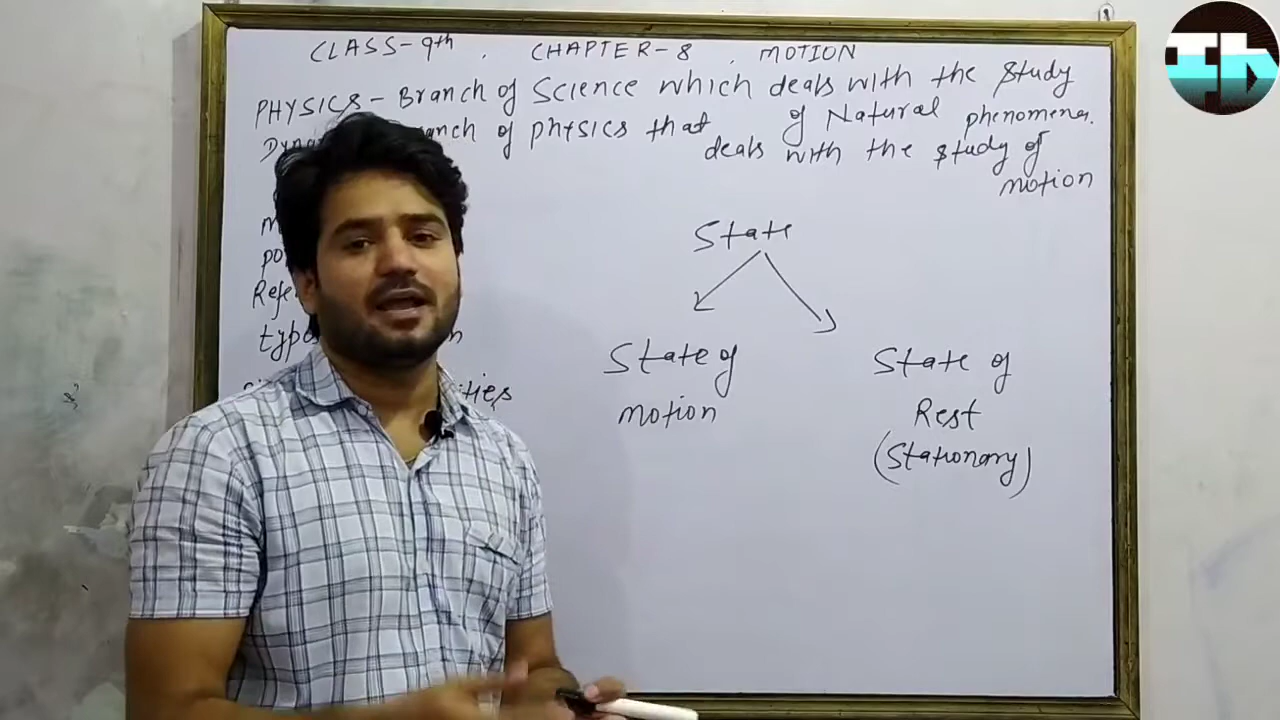 CLASS-9th, CHAPTER-8, MOTION
PHYSICS - Branch of Science which deals with the study
of Natural phenomena.
of physics that
deals with the study of
motion
State
State of
motion
State of
Rest
(Stationary)